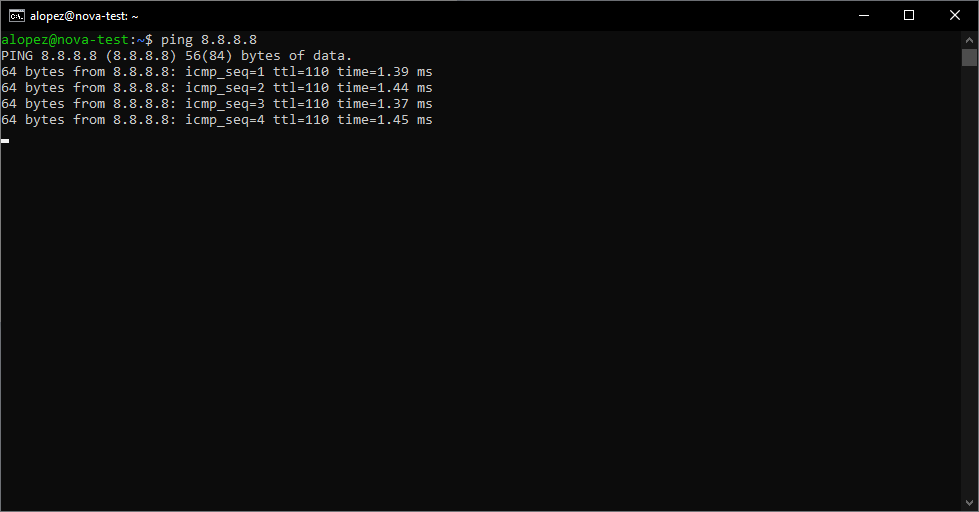 alopez@nova-test: ~
alopez@nova-test:~$ ping 8.8.8.8
PING 8.8.8.8 (8.8.8.8) 56(84) bytes of data.
64 bytes from 8.8.8.8: icmp_seq=1 ttl=110 time=1.39 ms
64 bytes from 8.8.8.8: icmp_seq=2 ttl=110 time=1.44 ms
64 bytes from 8.8.8.8: icmp_seq=3 ttl=110 time=1.37 ms
64 bytes from 8.8.8.8: icmp_seq=4 ttl=110 time=1.45 ms